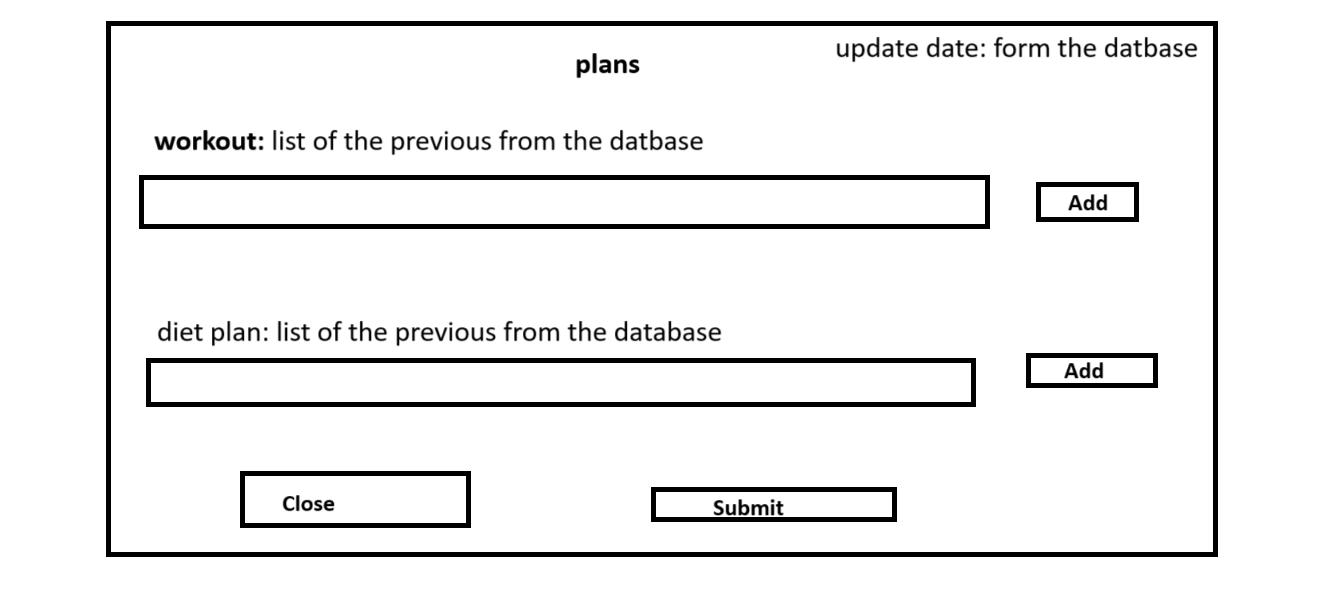 plans
update date: form the datbase
workout: list of the previous from the datbase
Add
diet plan: list of the previous from the database
Add
Close
Submit